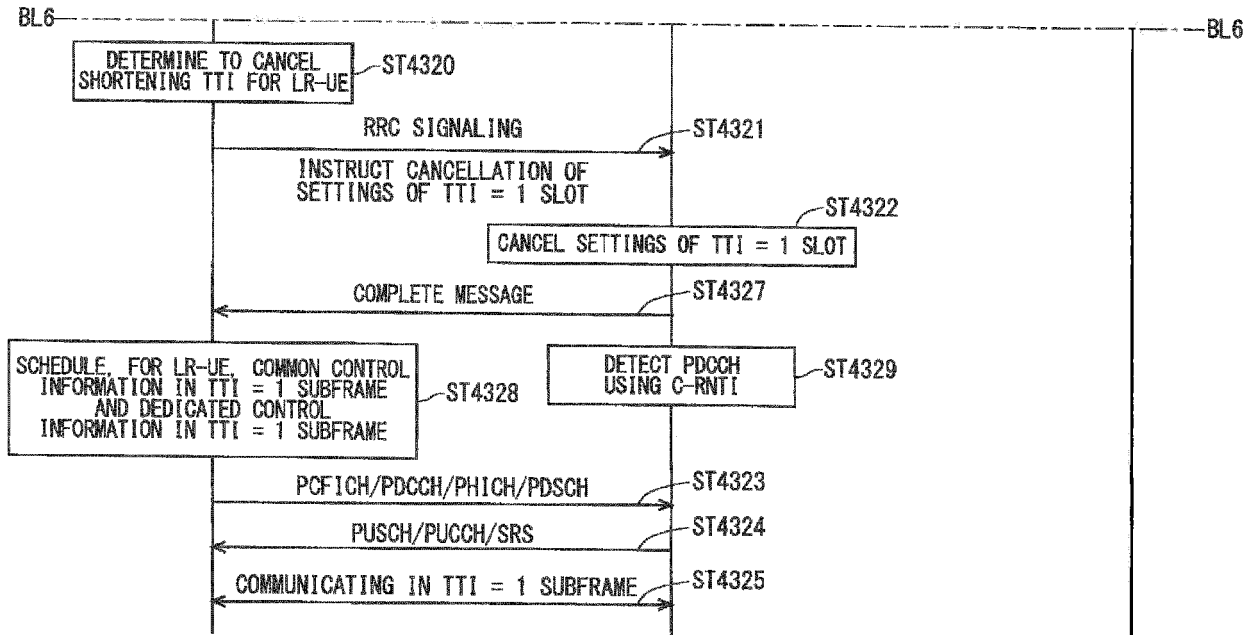 BL6
BL6
DETERMINE TO CANCEL
SHORTENING TTI FOR LR-UE
ST4320
RRC SIGNALING
ST4321
INSTRUCT CANCELLATION OF
SETTINGS OF TTI = 1 SLOT
ST4322
CANCEL SETTINGS OF TTI = 1 SLOT
COMPLETE MESSAGE
ST4327
SCHEDULE, FOR LR-UE, COMMON CONTROL
INFORMATION IN TTI = 1 SUBFRAME
AND DEDICATED CONTROL
INFORMATION IN TTI = 1 SUBFRAME
ST4328
DETECT PDCCH
USING C-RNTI
ST4329
PCFICH/PDCCH/PHICH/PDSCH
ST4323
PUSCH/PUCCH/SRS
ST4324
COMMUNICATING IN TTI = 1 SUBFRAME
ST4325